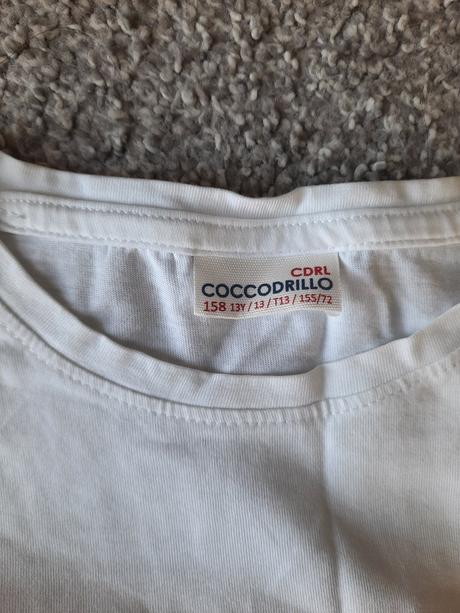 CDRL
COCCODRILLO
158 13Y / 13 / T13 / 155/72